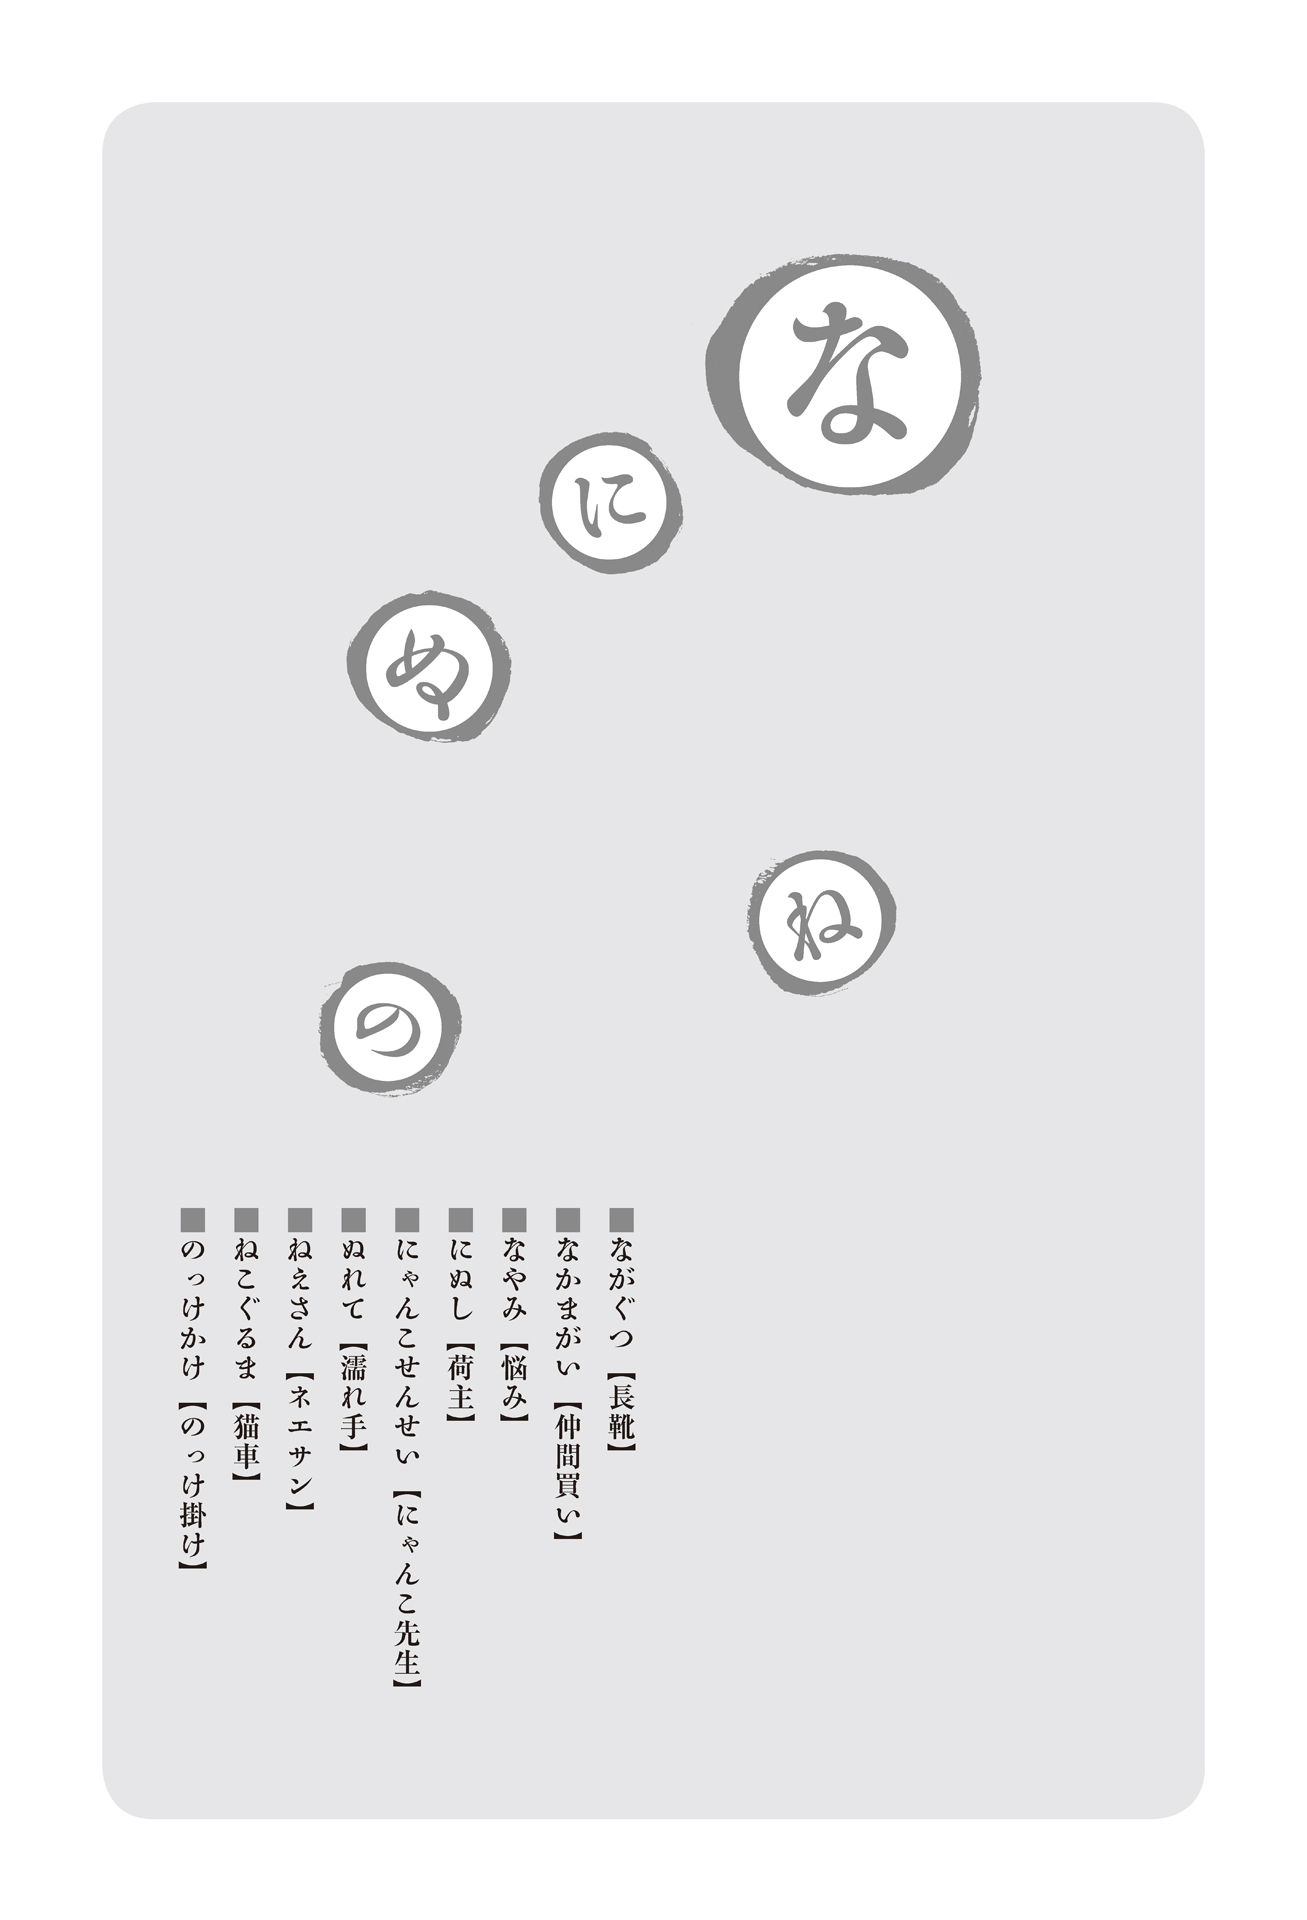 な
に
ぬ
ね
の
■ながぐつ【長靴】
■なかまがい【仲間買い】
■なやみ【悩み】
■にぬし【荷主】
■にゃんこせんせい【にゃんこ先生】
■ぬれて【濡れ手】
■ねえさん【ネエサン】
■ねこぐるま【猫車】
■のっけかけ【のっけ掛け】